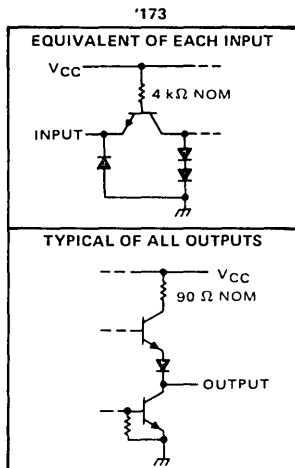 '173
EQUIVALENT OF EACH INPUT
VCC
4 kΩ NOM
INPUT
TYPICAL OF ALL OUTPUTS
VCC
90 Ω NOM
OUTPUT